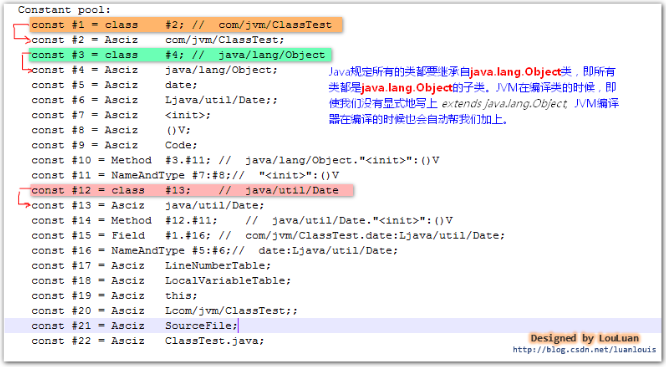 Constant pool:
const #1 = class #2; // com/jvm/ClassTest
const #2 = Asciz com/jvm/ClassTest;
const #3 = class #4; // java/lang/Object
const #4 = Asciz java/lang/Object;
const #5 = Asciz date;
const #6 = Asciz Ljava/util/Date;;
const #7 = Asciz <init>;
const #8 = Asciz ()V;
const #9 = Asciz Code;
const #10 = Method #3.#11; // java/lang/Object."<init>":()V
const #11 = NameAndType #7:#8;// "<init>":()V
const #12 = class #13; // java/util/Date
const #13 = Asciz java/util/Date;
const #14 = Method #12.#11; // java/util/Date."<init>":()V
const #15 = Field #1.#16; // com/jvm/ClassTest.date:Ljava/util/Date;
const #16 = NameAndType #5:#6;// date:Ljava/util/Date;
const #17 = Asciz LineNumberTable;
const #18 = Asciz LocalVariableTable;
const #19 = Asciz this;
const #20 = Asciz Lcom/jvm/ClassTest;;
const #21 = Asciz SourceFile;
const #22 = Asciz ClassTest.java;
Java规定所有的类都要继承自java.lang.Object类，即所有
类都是java.lang.Object的子类。JVM在编译类的时候，即
使我们没有显式地写上 extends java.lang.Object, JVM编译
器在编译的时候也会自动帮我们加上。
Designed by LouLuan
http://blog.csdn.net/luanlouis